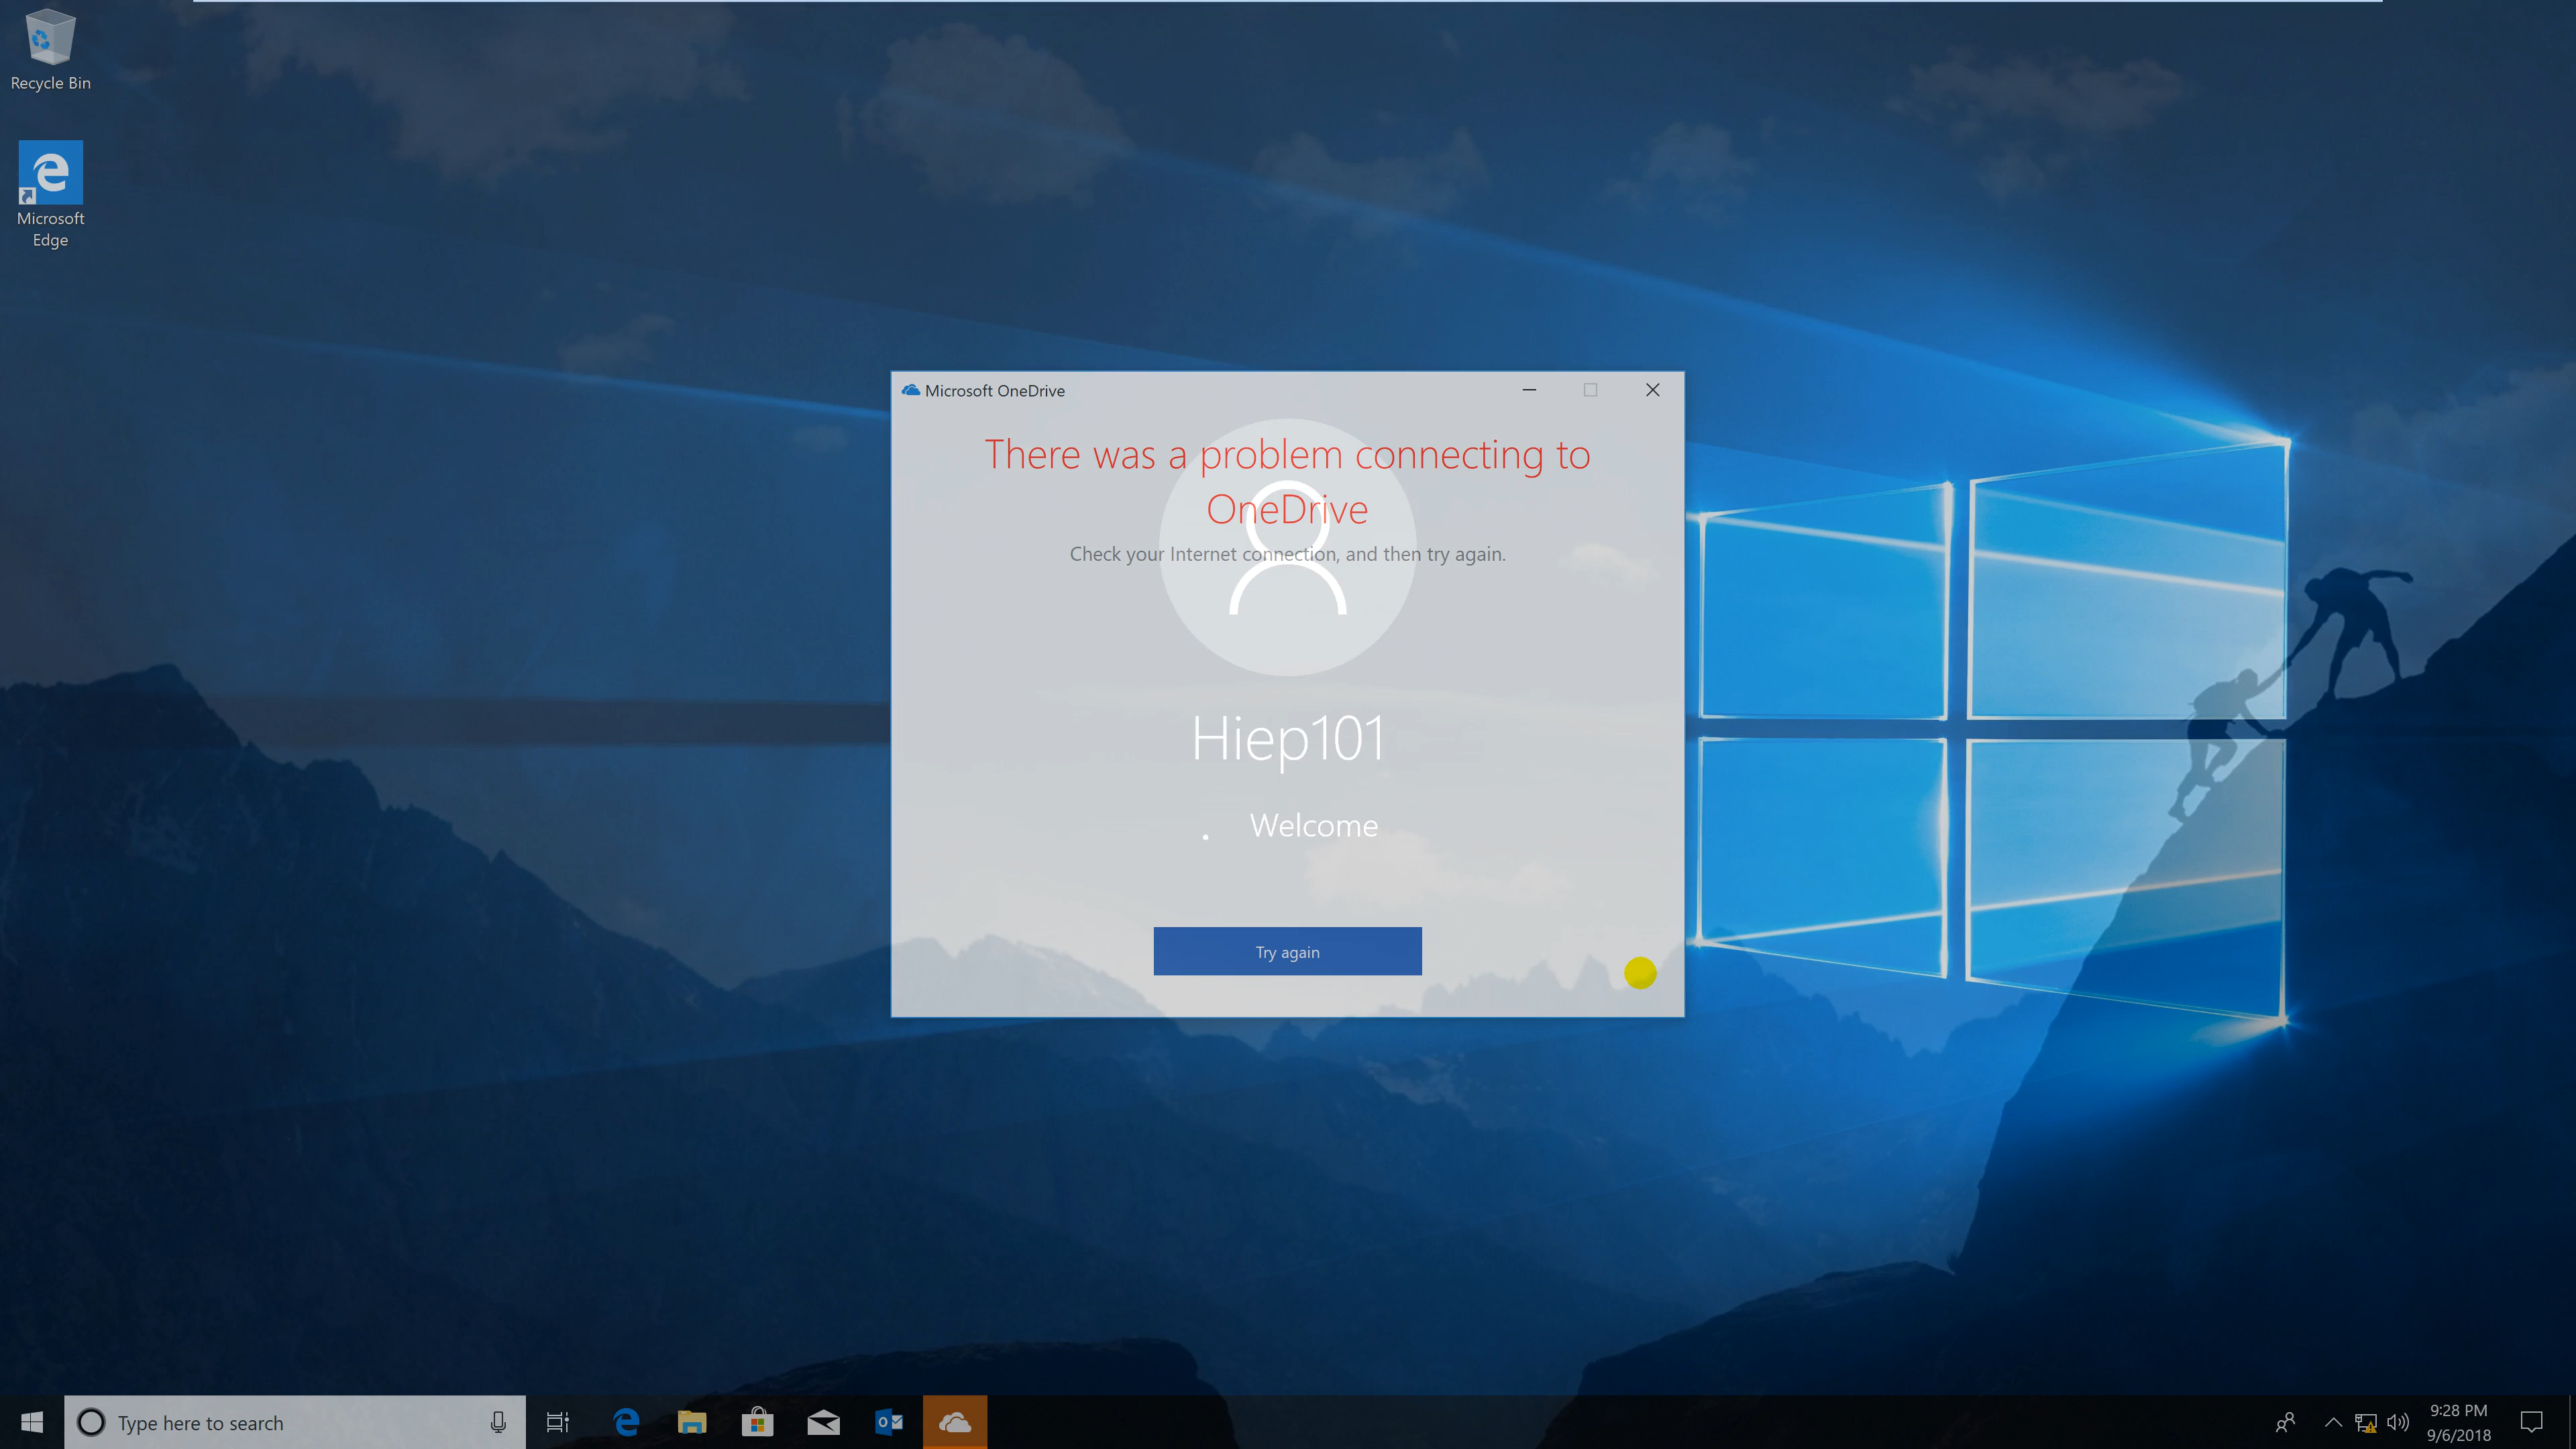 Recycle Bin
Microsoft
Edge
Microsoft OneDrive
There was a problem connecting to
OneDrive
Check your Internet connection, and then try again.
Hiep101
Welcome
Try again
Type here to search
9:28 PM
9/6/2018